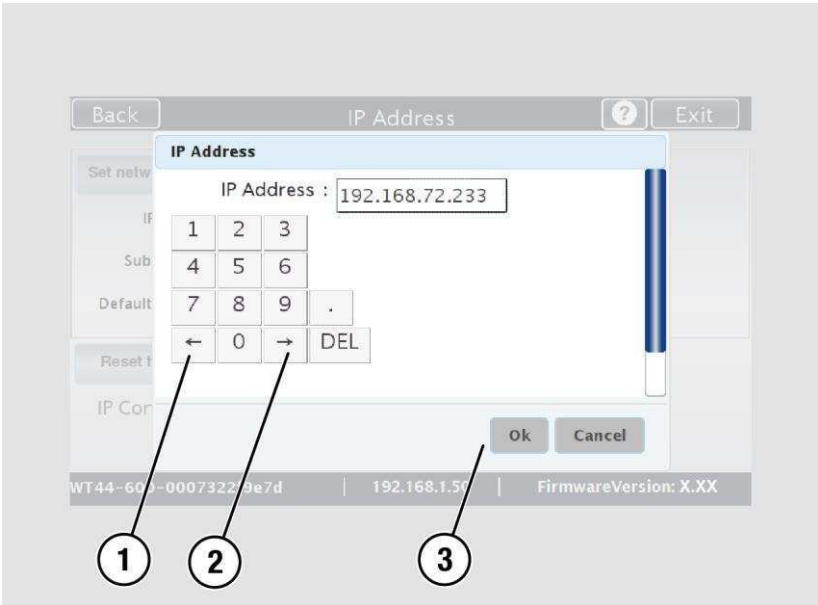 Back IP Address ? Exit
IP Address
Set netw
IP Address : 192.168.72.233
1 2 3
IF
4 5 6
Sub
7 8 9 .
Default
← 0 → DEL
Reset t
IP Con
Ok Cancel
192.168.1.50 | FirmwareVersion: X.XX
1 2 3